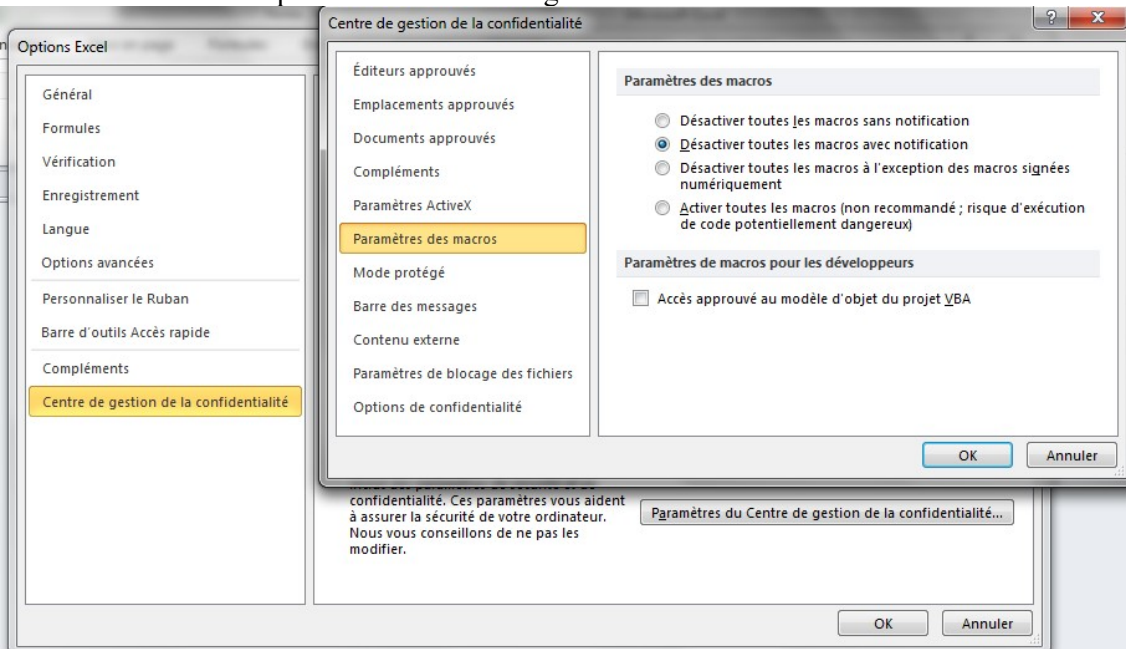 Centre de gestion de la confidentialité
Options Excel
Général
Formules
Vérification
Enregistrement
Langue
Options avancées
Personnaliser le Ruban
Barre d'outils Accès rapide
Compléments
Centre de gestion de la confidentialité
Éditeurs approuvés
Emplacements approuvés
Documents approuvés
Compléments
Paramètres ActiveX
Paramètres des macros
Mode protégé
Barre des messages
Contenu externe
Paramètres de blocage des fichiers
Options de confidentialité
Paramètres des macros
Désactiver toutes les macros sans notification
Désactiver toutes les macros avec notification
Désactiver toutes les macros à l'exception des macros signées
numériquement
Activer toutes les macros (non recommandé ; risque d'exécution
de code potentiellement dangereux)
Paramètres de macros pour les développeurs
Accès approuvé au modèle d'objet du projet VBA
OK
Annuler
confidentialité. Ces paramètres vous aident
à assurer la sécurité de votre ordinateur.
Nous vous conseillons de ne pas les
modifier.
Paramètres du Centre de gestion de la confidentialité...
OK
Annuler